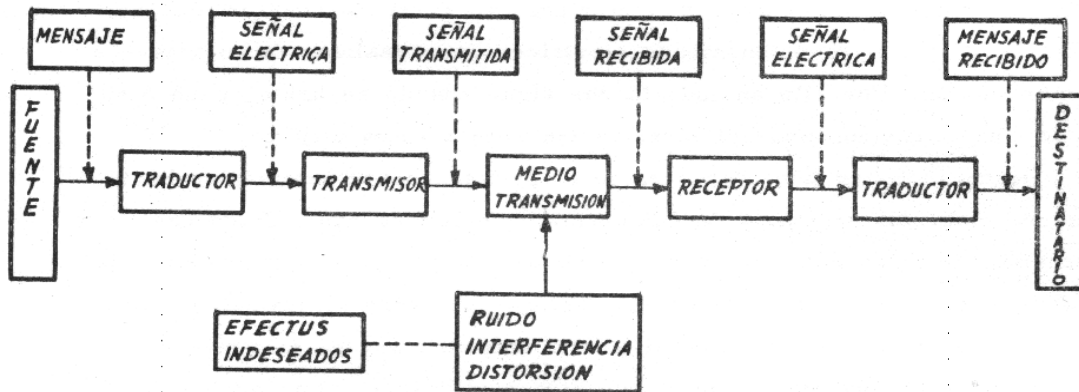 MENSAJE
SEÑAL
ELECTRICA
SEÑAL
TRANSMITIDA
SEÑAL
RECIBIDA
SEÑAL
ELECTRICA
MENSAJE
RECIBIDO
FUENTE
TRADUCTOR
TRANSMISOR
MEDIO
TRANSMISION
RECEPTOR
TRADUCTOR
DESTINATARIO
EFECTUS
INDESEADOS
RUIDO
INTERFERENCIA
DISTORSION